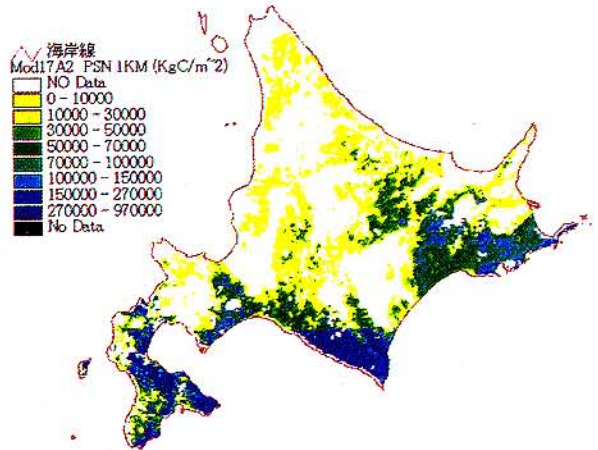 海岸線
Mod17A2 PSN 1KM (KgC/m^2)
NO Data
0 - 10000
10000 - 30000
30000 - 50000
50000 - 70000
70000 - 100000
100000 - 150000
150000 - 270000
270000 - 970000
No Data